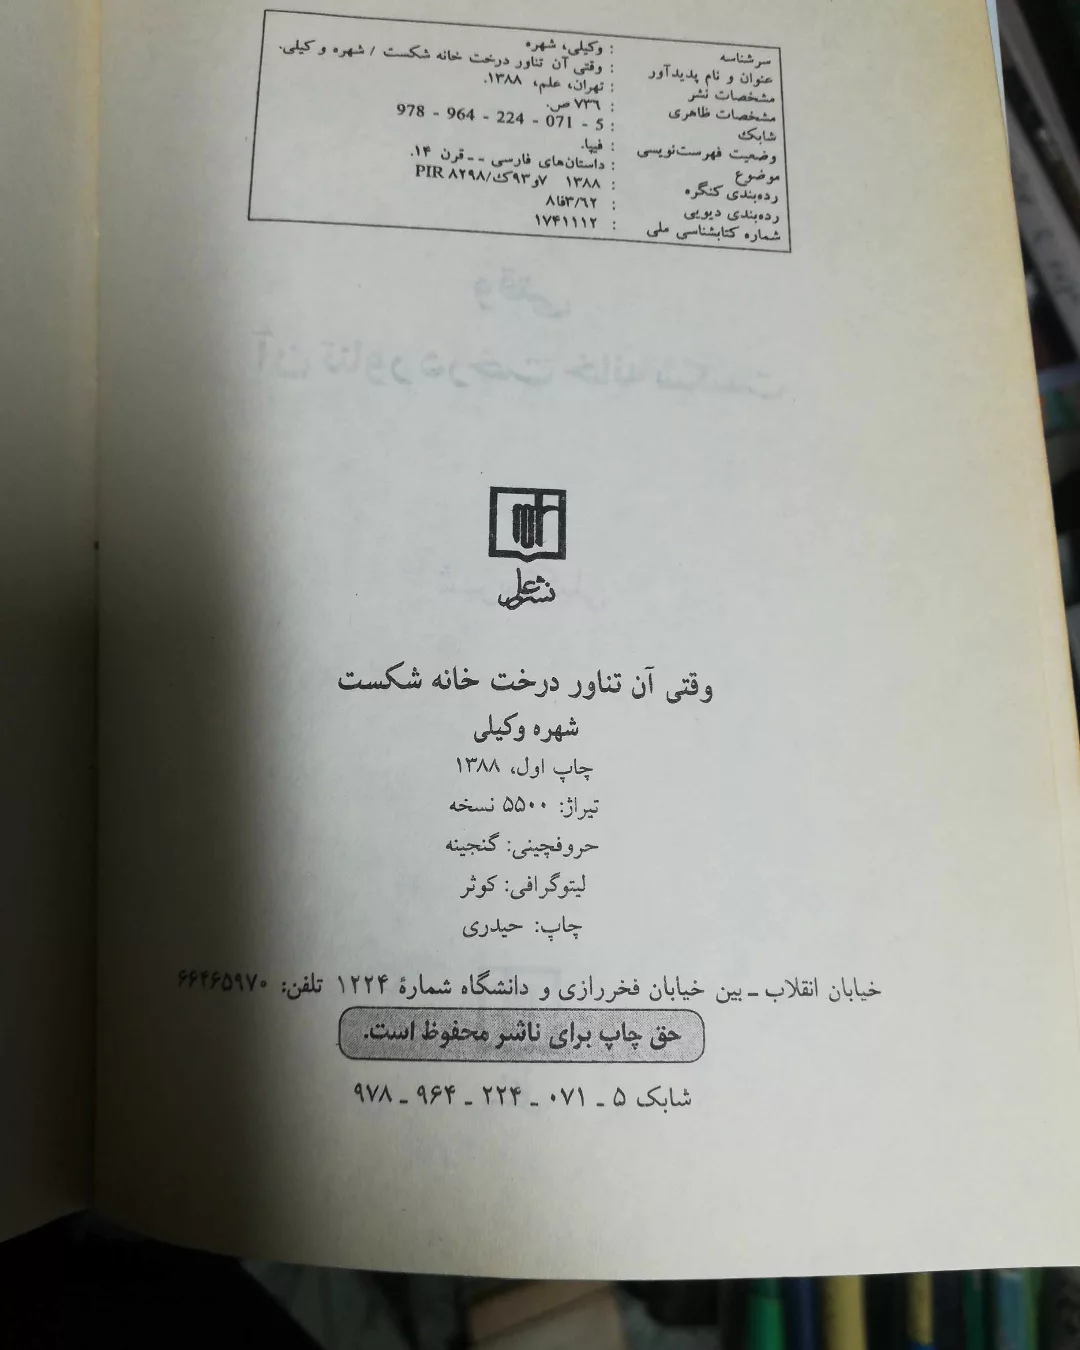 سرشناسه : وکیلی، شهره
عنوان و نام پدیدآور : وقتی آن تناور درخت خانه شکست / شهره وکیلی.
مشخصات نشر : تهران، علم، ۱۳۸۸.
مشخصات ظاهری : ۷۳۶ ص.
شابک : 978 - 964 - 224 - 071 - 5
وضعیت فهرست‌نویسی : فیپا.
موضوع : داستان‌های فارسی -- قرن ۱۴.
رده‌بندی کنگره : ۱۳۸۸ ۷و۹۳ک/PIR ۸۲۹۸
رده‌بندی دیویی : ۸فا۳/۶۲
شماره کتابشناسی ملی : ۱۷۴۱۱۱۲
نشر علم
وقتی آن تناور درخت خانه شکست
شهره وکیلی
چاپ اول، ۱۳۸۸
تیراژ: ۵۵۰۰ نسخه
حروفچینی: گنجینه
لیتوگرافی: کوثر
چاپ: حیدری
خیابان انقلاب ـ بین خیابان فخررازی و دانشگاه شمارهٔ ۱۲۲۴ تلفن: ۶۶۴۶۵۹۷۰
حق چاپ برای ناشر محفوظ است.
شابک ۵ ـ ۰۷۱ ـ ۲۲۴ ـ ۹۶۴ ـ ۹۷۸